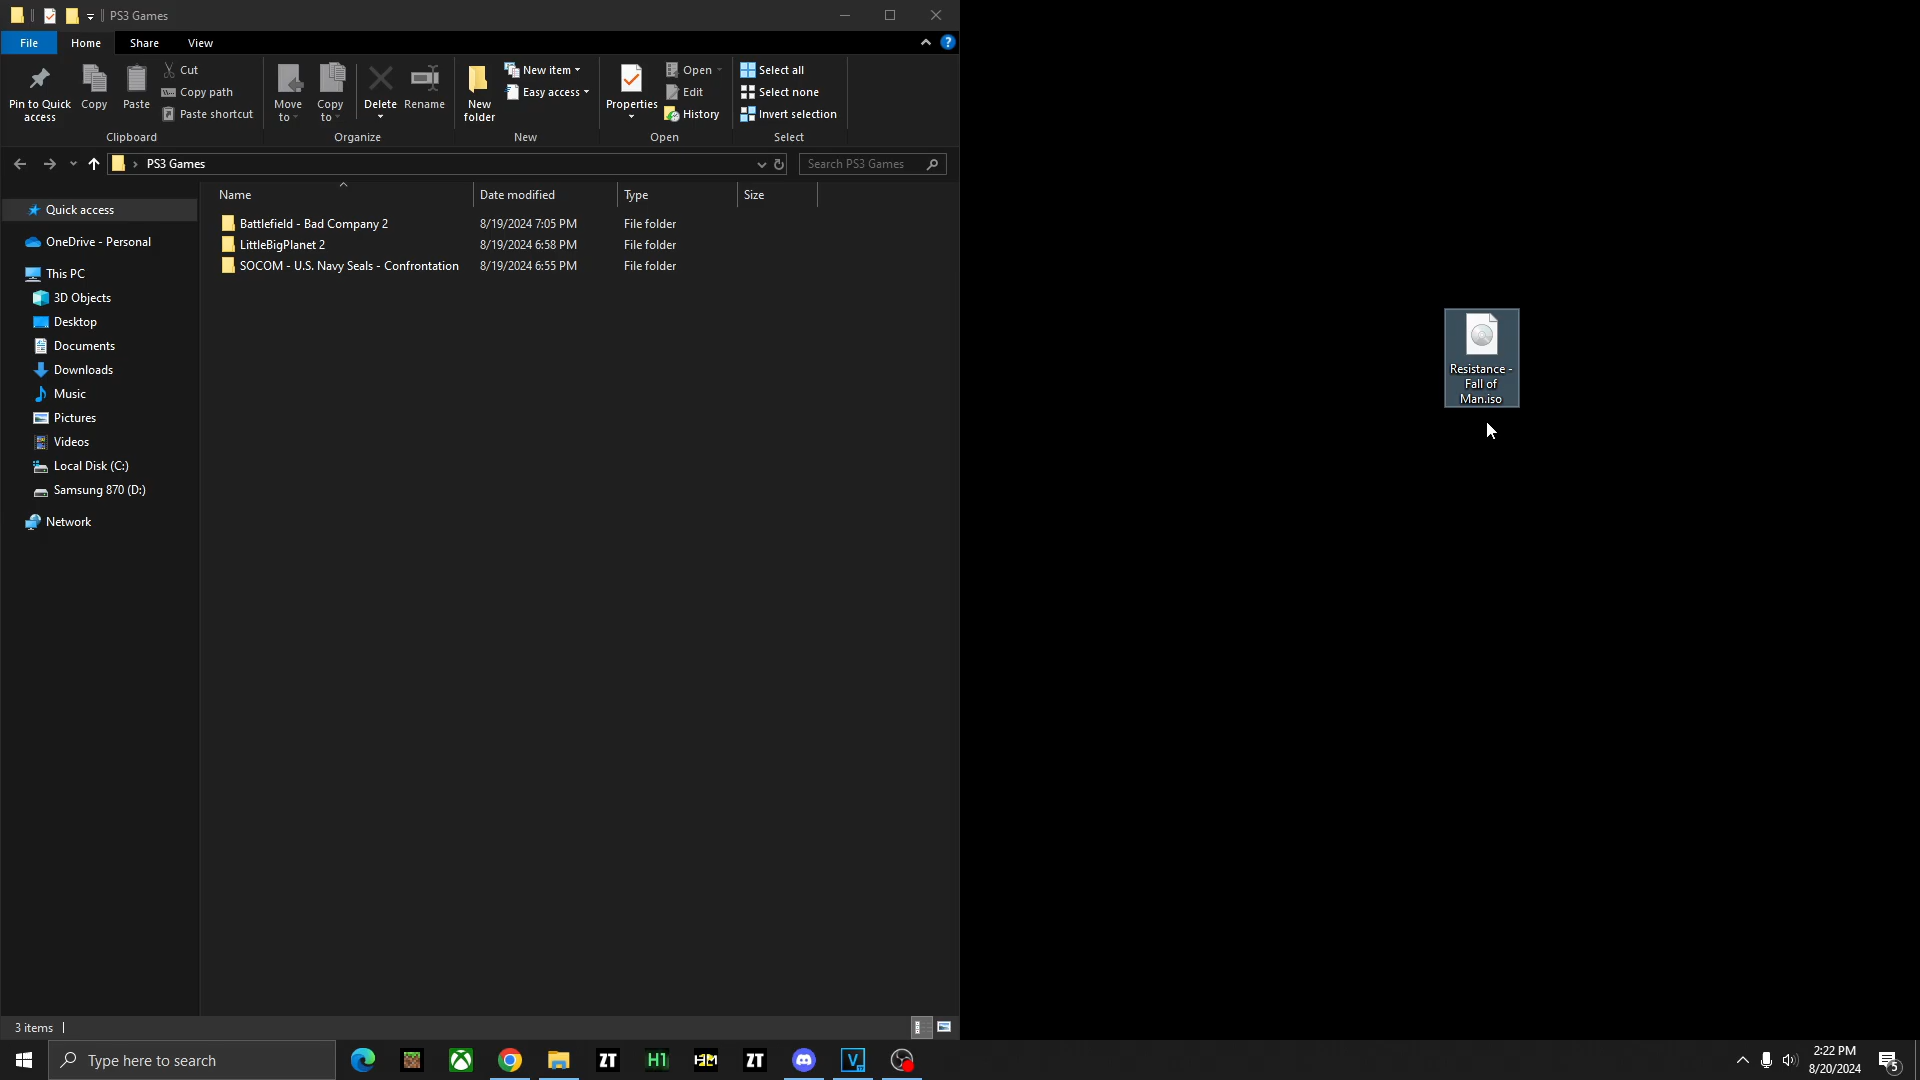 PS3 Games
File
Home
Share
View
Pin to Quick access
Copy
Paste
Cut
Copy path
Paste shortcut
Clipboard
Move to
Copy to
Delete
Rename
Organize
New folder
New item
Easy access
New
Properties
Open
Edit
History
Open
Select all
Select none
Invert selection
Select
PS3 Games
Search PS3 Games
Name
Date modified
Type
Size
Battlefield - Bad Company 2
8/19/2024 7:05 PM
File folder
LittleBigPlanet 2
8/19/2024 6:58 PM
File folder
SOCOM - U.S. Navy Seals - Confrontation
8/19/2024 6:55 PM
File folder
Quick access
OneDrive - Personal
This PC
3D Objects
Desktop
Documents
Downloads
Music
Pictures
Videos
Local Disk (C:)
Samsung 870 (D:)
Network
3 items
Resistance -
Fall of
Man.iso
Type here to search
ZT
H1
H2M
ZT
V
2:22 PM
8/20/2024
5